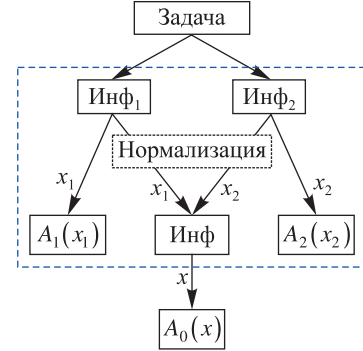 Задача
Инф₁ Инф₂
Нормализация
x₁ x₁ x₂ x₂
A₁(x₁) Инф A₂(x₂)
x
A₀(x)